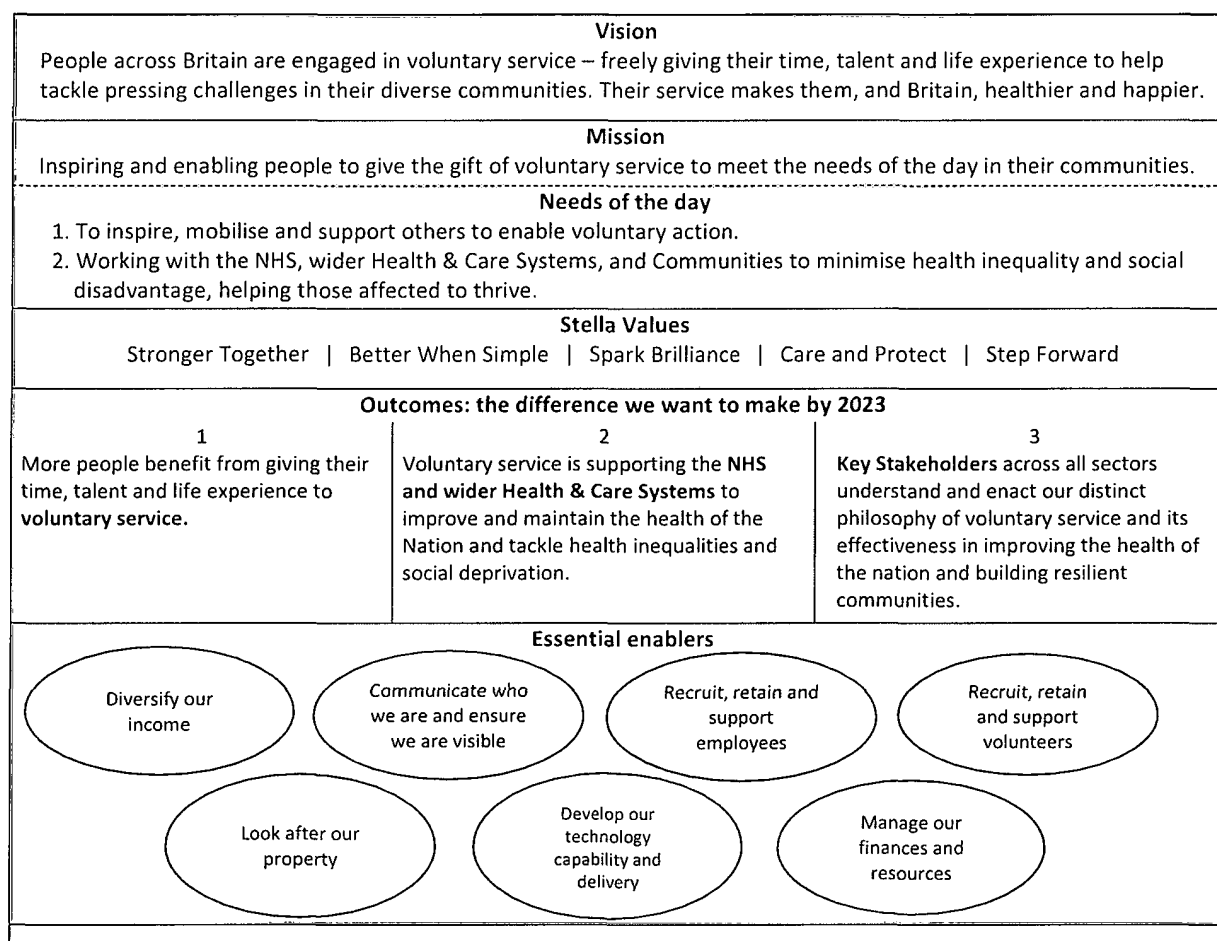 Vision
People across Britain are engaged in voluntary service – freely giving their time, talent and life experience to help
tackle pressing challenges in their diverse communities. Their service makes them, and Britain, healthier and happier.
Mission
Inspiring and enabling people to give the gift of voluntary service to meet the needs of the day in their communities.
Needs of the day
1. To inspire, mobilise and support others to enable voluntary action.
2. Working with the NHS, wider Health & Care Systems, and Communities to minimise health inequality and social
disadvantage, helping those affected to thrive.
Stella Values
Stronger Together | Better When Simple | Spark Brilliance | Care and Protect | Step Forward
Outcomes: the difference we want to make by 2023
1
More people benefit from giving their
time, talent and life experience to
voluntary service.
2
Voluntary service is supporting the NHS
and wider Health & Care Systems to
improve and maintain the health of the
Nation and tackle health inequalities and
social deprivation.
3
Key Stakeholders across all sectors
understand and enact our distinct
philosophy of voluntary service and its
effectiveness in improving the health of
the nation and building resilient
communities.
Essential enablers
Diversify our
income
Communicate who
we are and ensure
we are visible
Recruit, retain and
support
employees
Recruit, retain
and support
volunteers
Look after our
property
Develop our
technology
capability and
delivery
Manage our
finances and
resources